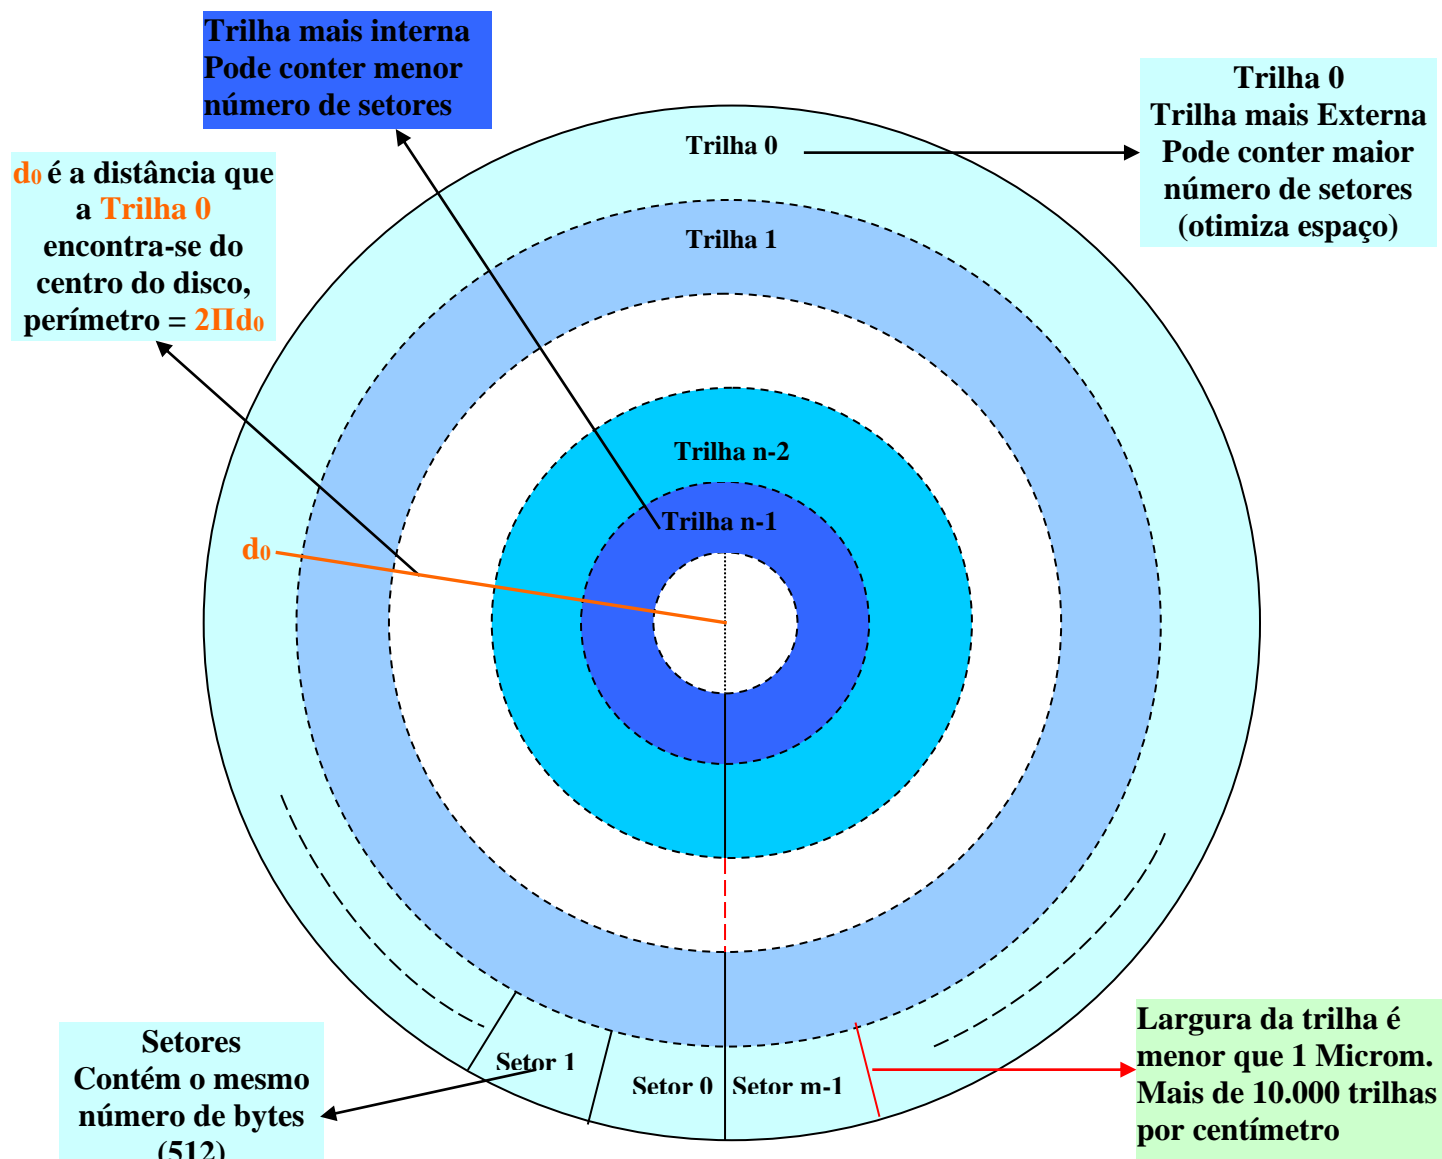 Trilha mais interna
Pode conter menor
número de setores
Trilha 0
Trilha mais Externa
Pode conter maior
número de setores
(otimiza espaço)
d0 é a distância que
a Trilha 0
encontra-se do
centro do disco,
perímetro = 2Πd0
Trilha 0
Trilha 1
Trilha n-2
Trilha n-1
d0
Setor 1
Setor 0
Setor m-1
Setores
Contém o mesmo
número de bytes
(512)
Largura da trilha é
menor que 1 Microm.
Mais de 10.000 trilhas
por centímetro